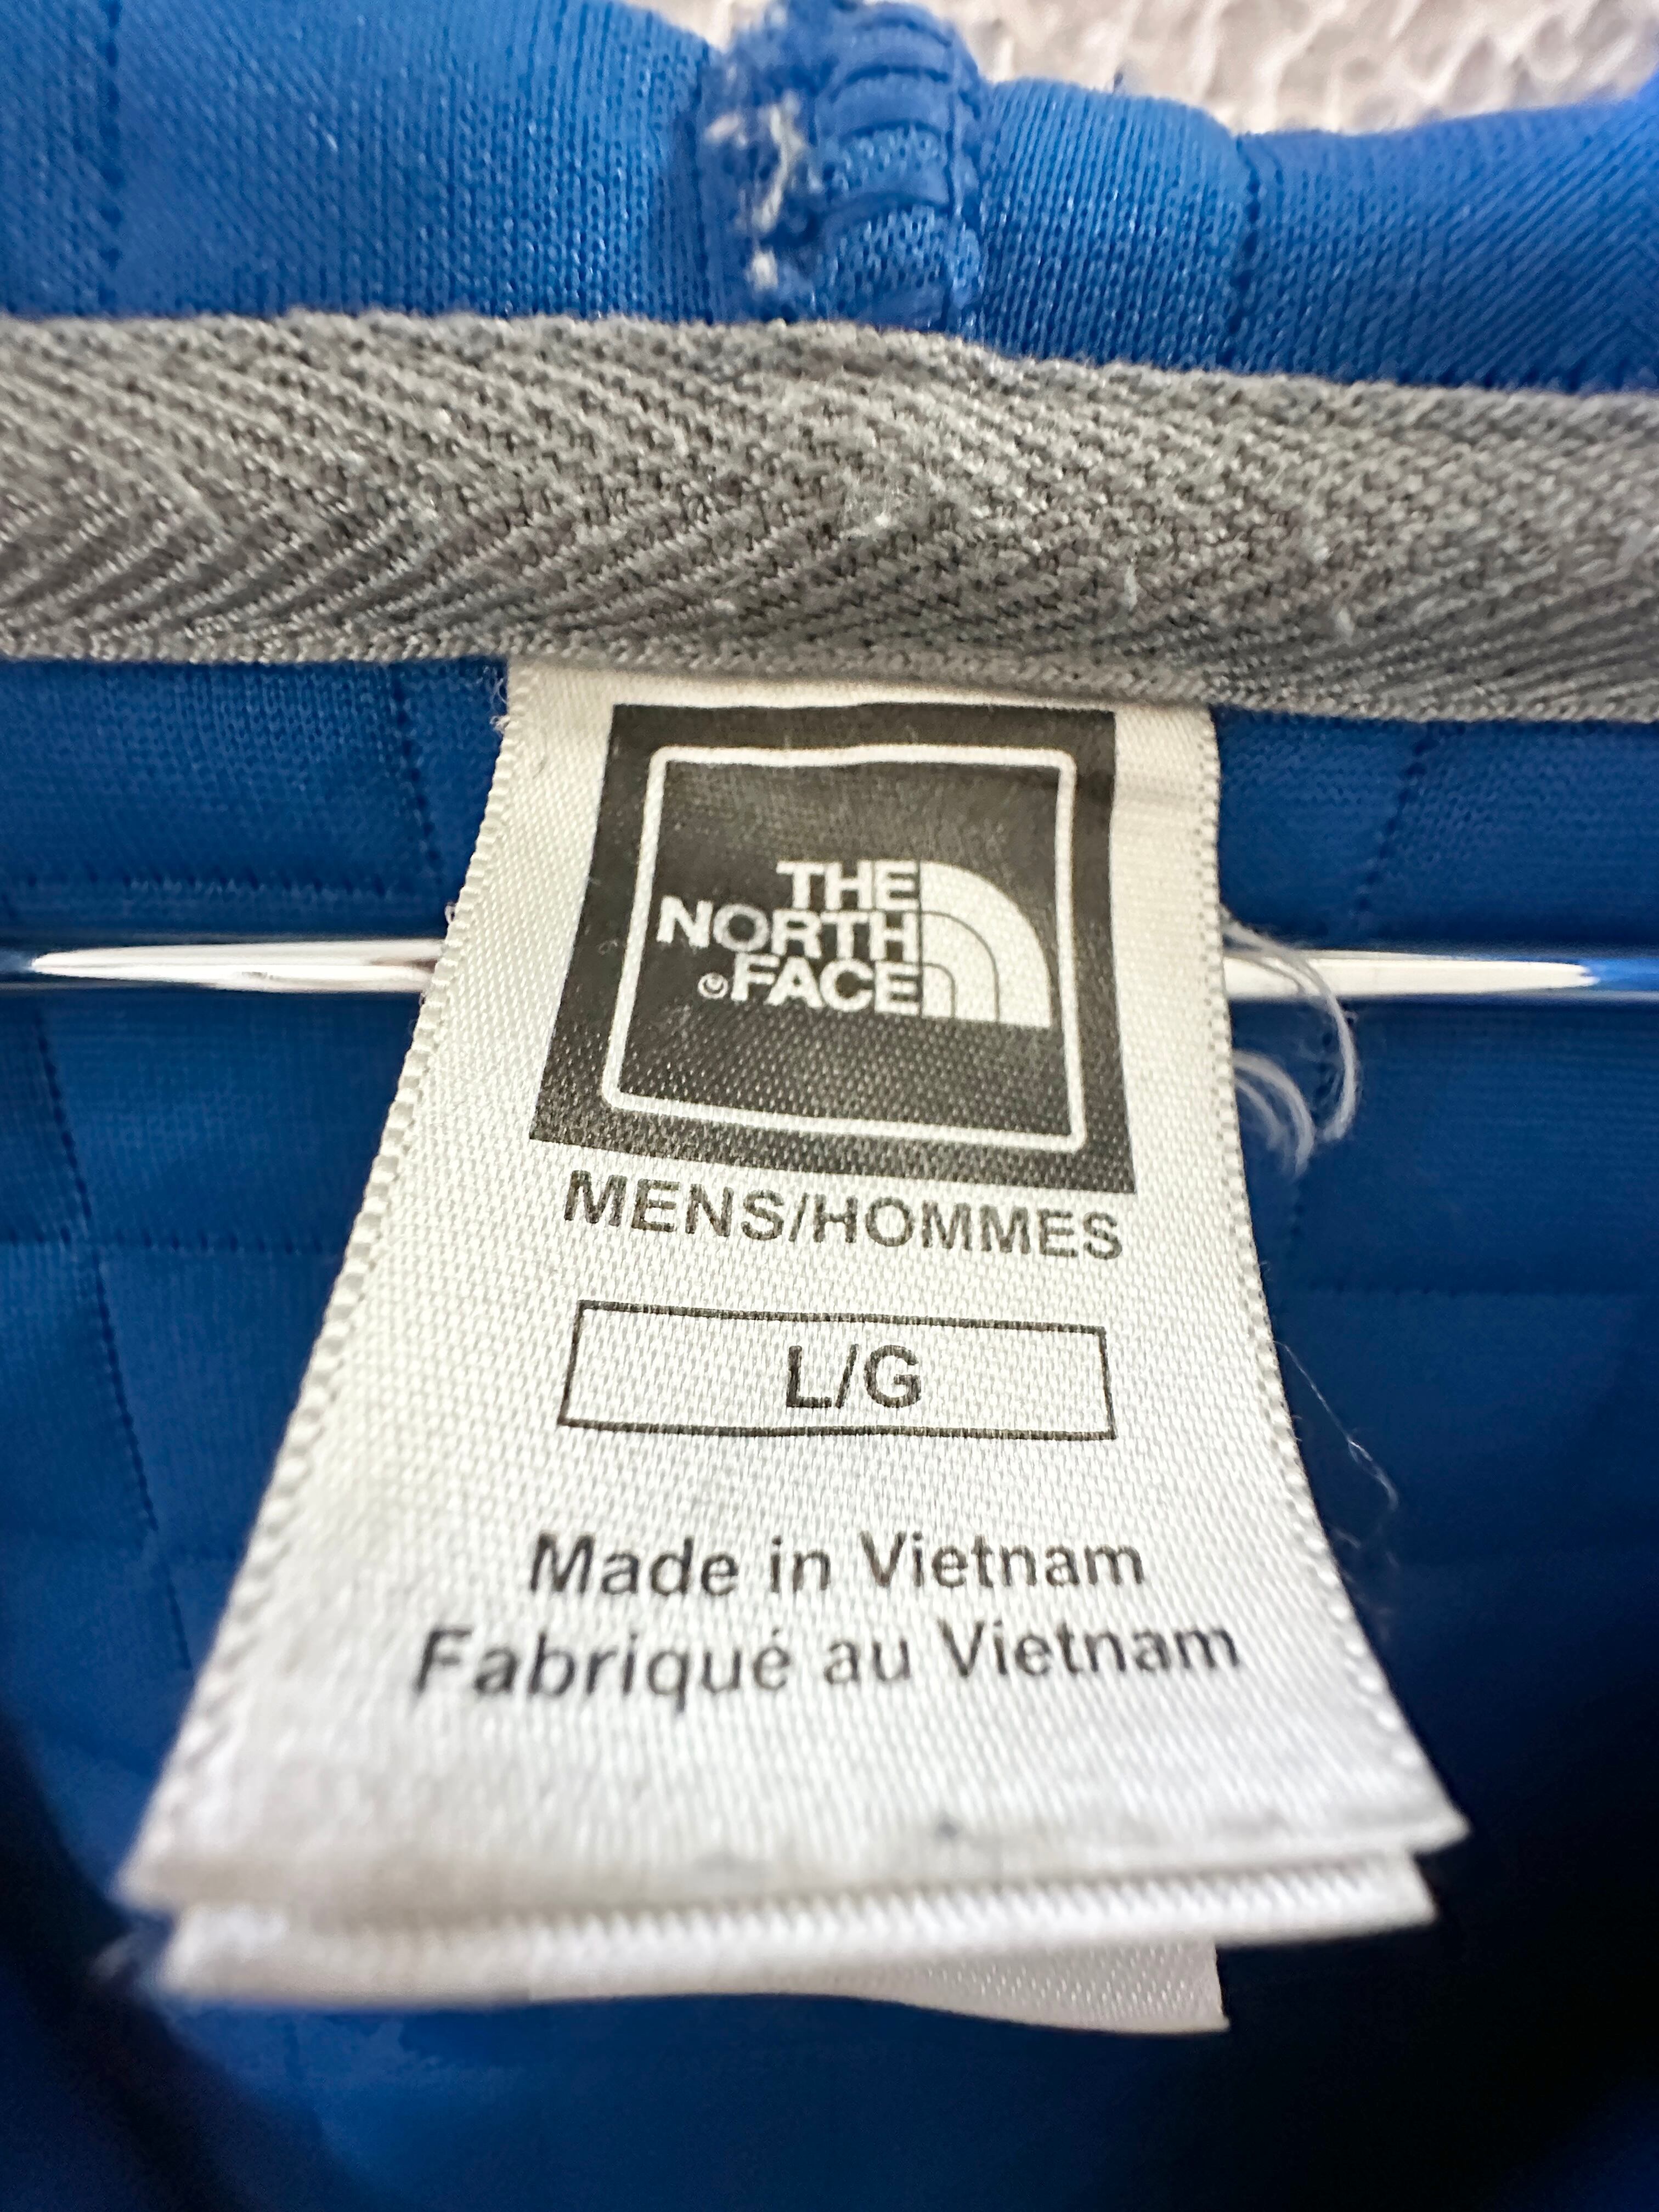 THE
NORTH
FACE
MENS/HOMMES
L/G
Made in Vietnam
Fabriqué au Vietnam